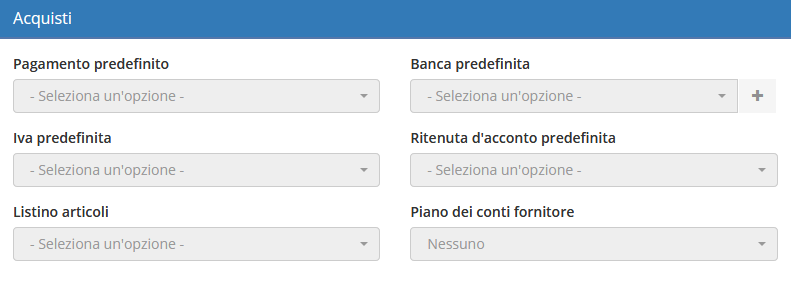 Acquisti
Pagamento predefinito
Banca predefinita
- Seleziona un'opzione -
- Seleziona un'opzione -
Iva predefinita
Ritenuta d'acconto predefinita
- Seleziona un'opzione -
- Seleziona un'opzione -
Listino articoli
Piano dei conti fornitore
- Seleziona un'opzione -
Nessuno